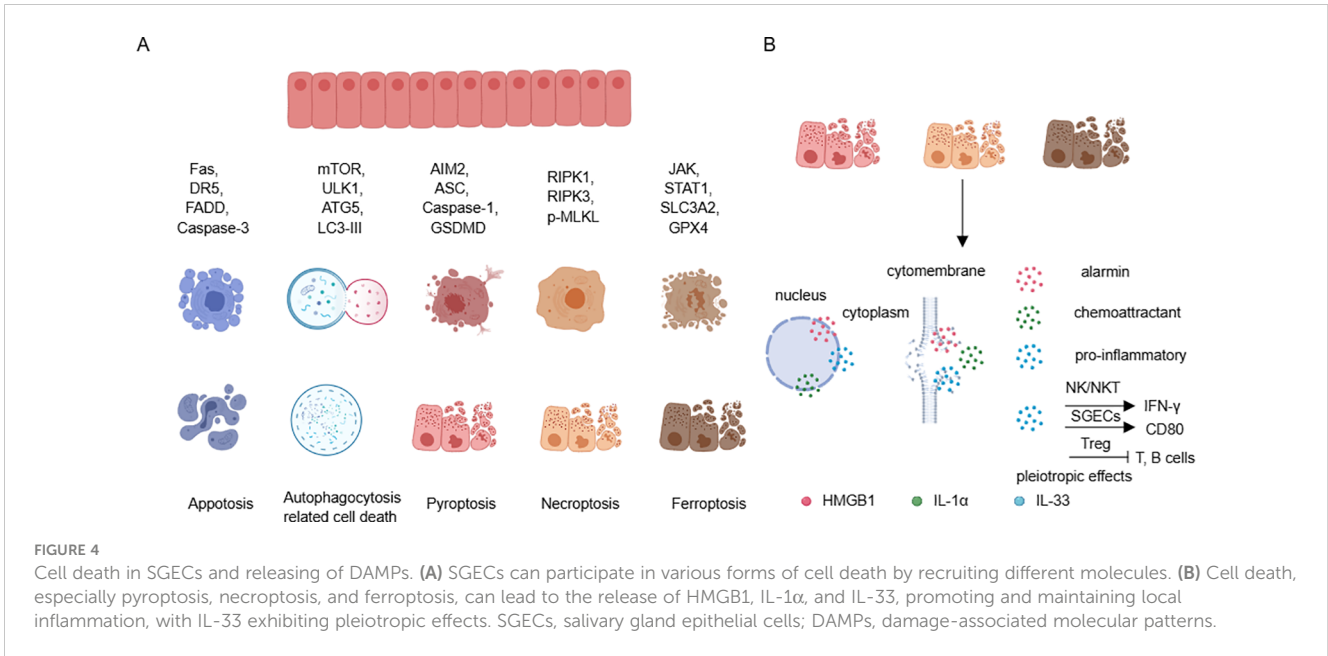 A
B
Fas,
DR5,
FADD,
Caspase-3
mTOR,
ULK1,
ATG5,
LC3-III
AIM2,
ASC,
Caspase-1,
GSDMD
RIPK1,
RIPK3,
p-MLKL
JAK,
STAT1,
SLC3A2,
GPX4
Appotosis
Autophagocytosis
related cell death
Pyroptosis
Necroptosis
Ferroptosis
cytomembrane
nucleus
cytoplasm
alarmin
chemoattractant
pro-inflammatory
NK/NKT
IFN-γ
SGECs
CD80
Treg
T, B cells
pleiotropic effects
HMGB1
IL-1α
IL-33
FIGURE 4
Cell death in SGECs and releasing of DAMPs. (A) SGECs can participate in various forms of cell death by recruiting different molecules. (B) Cell death,
especially pyroptosis, necroptosis, and ferroptosis, can lead to the release of HMGB1, IL-1α, and IL-33, promoting and maintaining local
inflammation, with IL-33 exhibiting pleiotropic effects. SGECs, salivary gland epithelial cells; DAMPs, damage-associated molecular patterns.